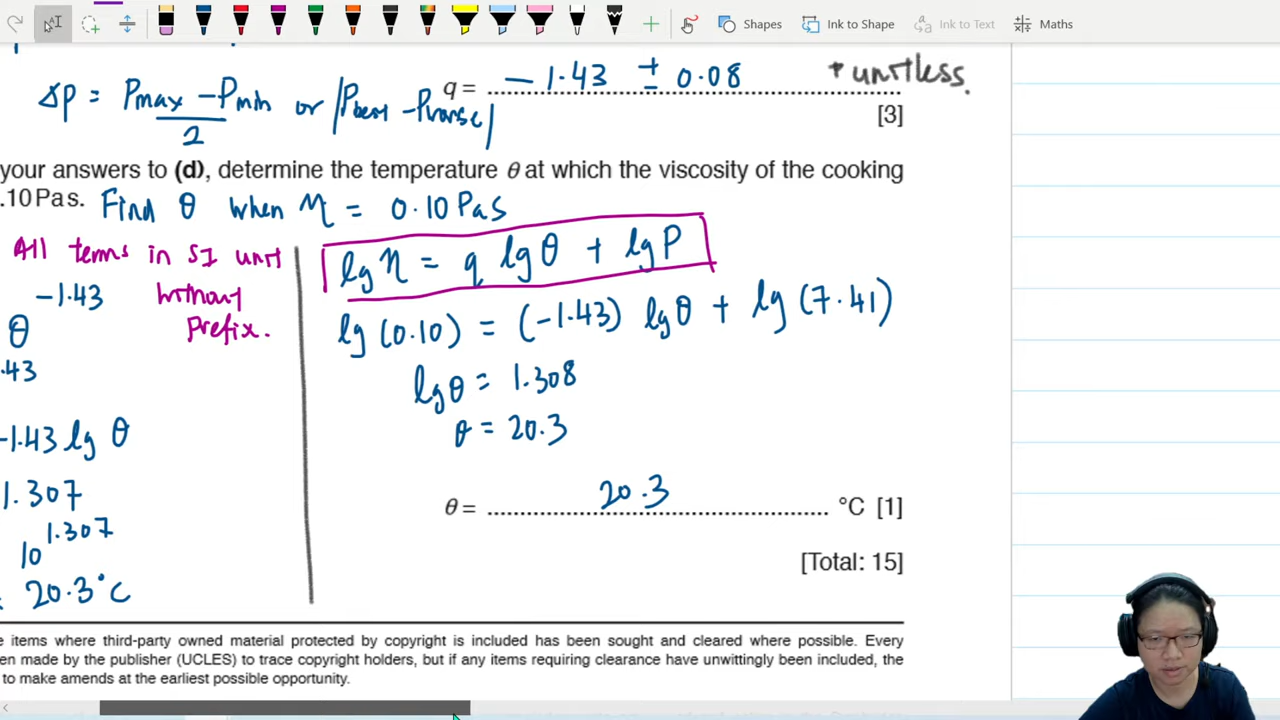 Shapes Ink to Shape Ink to Text Maths
q = – 1.43 ± 0.08 * unitless.
Δp = Pmax – Pmin / 2 or |Pbest – Pworse|
[3]
your answers to (d), determine the temperature θ at which the viscosity of the cooking
.10 Pa s. Find θ when η = 0.10 Pas
All terms in SI unit without prefix.
-1.43
θ
.43
-1.43 lg θ
1.307
10^1.307
20.3°C
lg η = q lg θ + lg P
lg (0.10) = (-1.43) lg θ + lg (7.41)
lg θ = 1.308
θ = 20.3
θ = 20.3 °C [1]
[Total: 15]
e items where third-party owned material protected by copyright is included has been sought and cleared where possible. Every
en made by the publisher (UCLES) to trace copyright holders, but if any items requiring clearance have unwittingly been included, the
to make amends at the earliest possible opportunity.